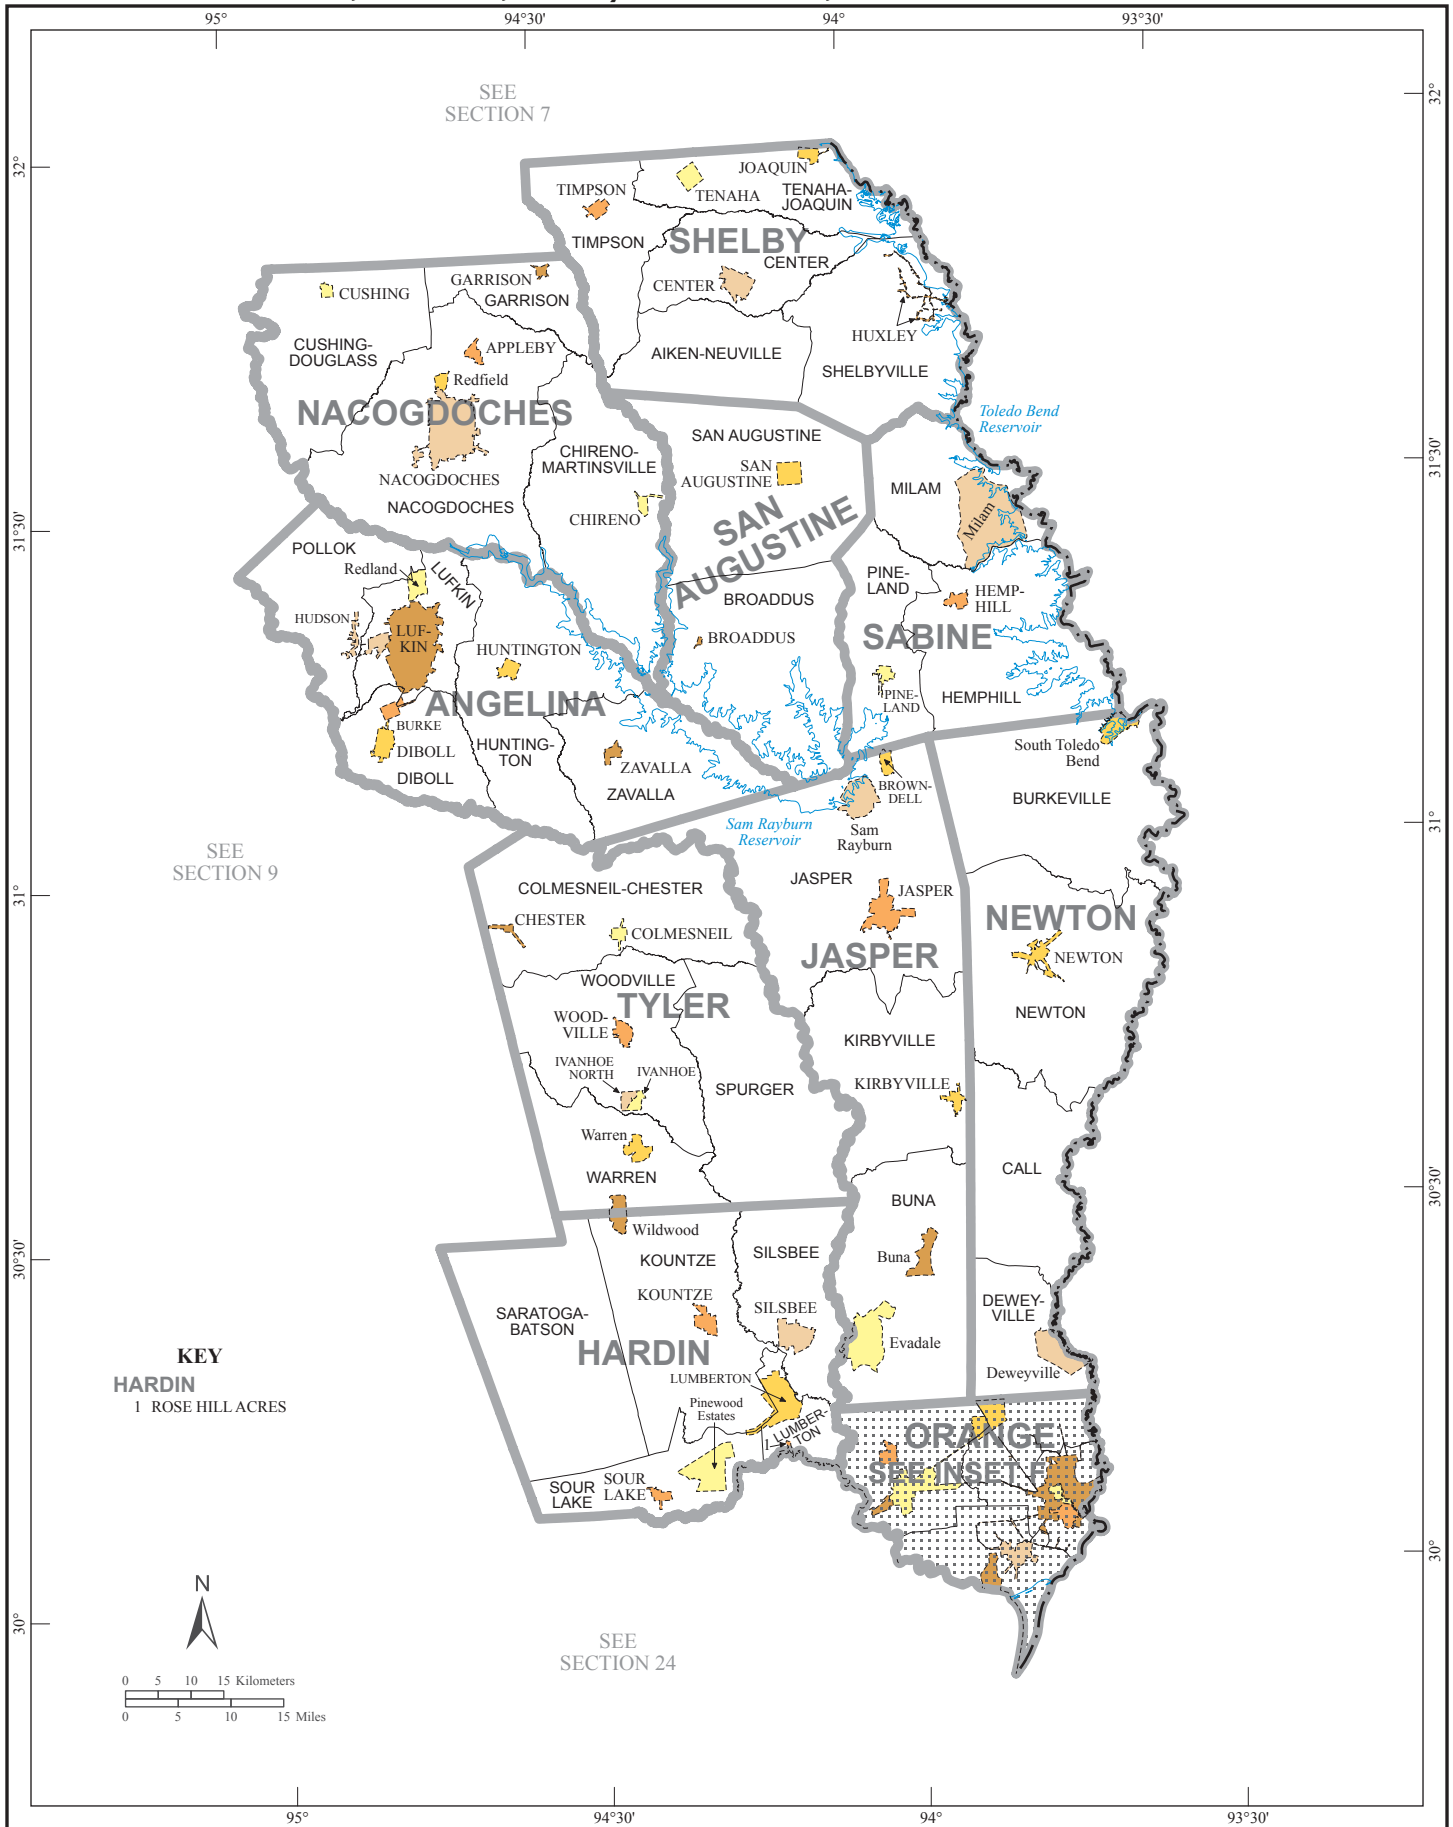 95°
94°30'
94°
93°30'
32°
32°
SEE
SECTION 7
JOAQUIN
TENAHA-
JOAQUIN
TIMPSON
TENAHA
TIMPSON
SHELBY
CENTER
CENTER
GARRISON
GARRISON
CUSHING
HUXLEY
CUSHING-
DOUGLASS
APPLEBY
AIKEN-NEUVILLE
SHELBYVILLE
Redfield
NACOGDOCHES
Toledo Bend
Reservoir
SAN AUGUSTINE
CHIRENO-
MARTINSVILLE
SAN
AUGUSTINE
31°30'
NACOGDOCHES
NACOGDOCHES
MILAM
Milam
CHIRENO
SAN
AUGUSTINE
31°30'
POLLOK
Redland
LUFKIN
PINE-
LAND
HEMP-
HILL
BROADDUS
HUDSON
LUF-
KIN
BROADDUS
SABINE
HUNTINGTON
HEMPHILL
PINE-
LAND
ANGELINA
BURKE
DIBOLL
DIBOLL
HUNTING-
TON
ZAVALLA
ZAVALLA
South Toledo
Bend
BROWN-
DELL
BURKEVILLE
Sam Rayburn
Reservoir
Sam
Rayburn
31°
SEE
SECTION 9
31°
COLMESNEIL-CHESTER
JASPER
JASPER
CHESTER
COLMESNEIL
NEWTON
JASPER
NEWTON
WOODVILLE
TYLER
WOOD-
VILLE
NEWTON
KIRBYVILLE
IVANHOE
NORTH
IVANHOE
KIRBYVILLE
SPURGER
Warren
WARREN
CALL
30°30'
BUNA
Wildwood
30°30'
KOUNTZE
SILSBEE
Buna
KOUNTZE
SILSBEE
SARATOGA-
BATSON
DEWEY-
VILLE
HARDIN
Evadale
Deweyville
KEY
HARDIN
1 ROSE HILL ACRES
LUMBERTON
Pinewood
Estates
LUMBER-
TON
1
ORANGE
SEE INSET F
SOUR
LAKE
SOUR
LAKE
30°
30°
N
SEE
SECTION 24
0 5 10 15 Kilometers
0 5 10 15 Miles
95°
94°30'
94°
93°30'